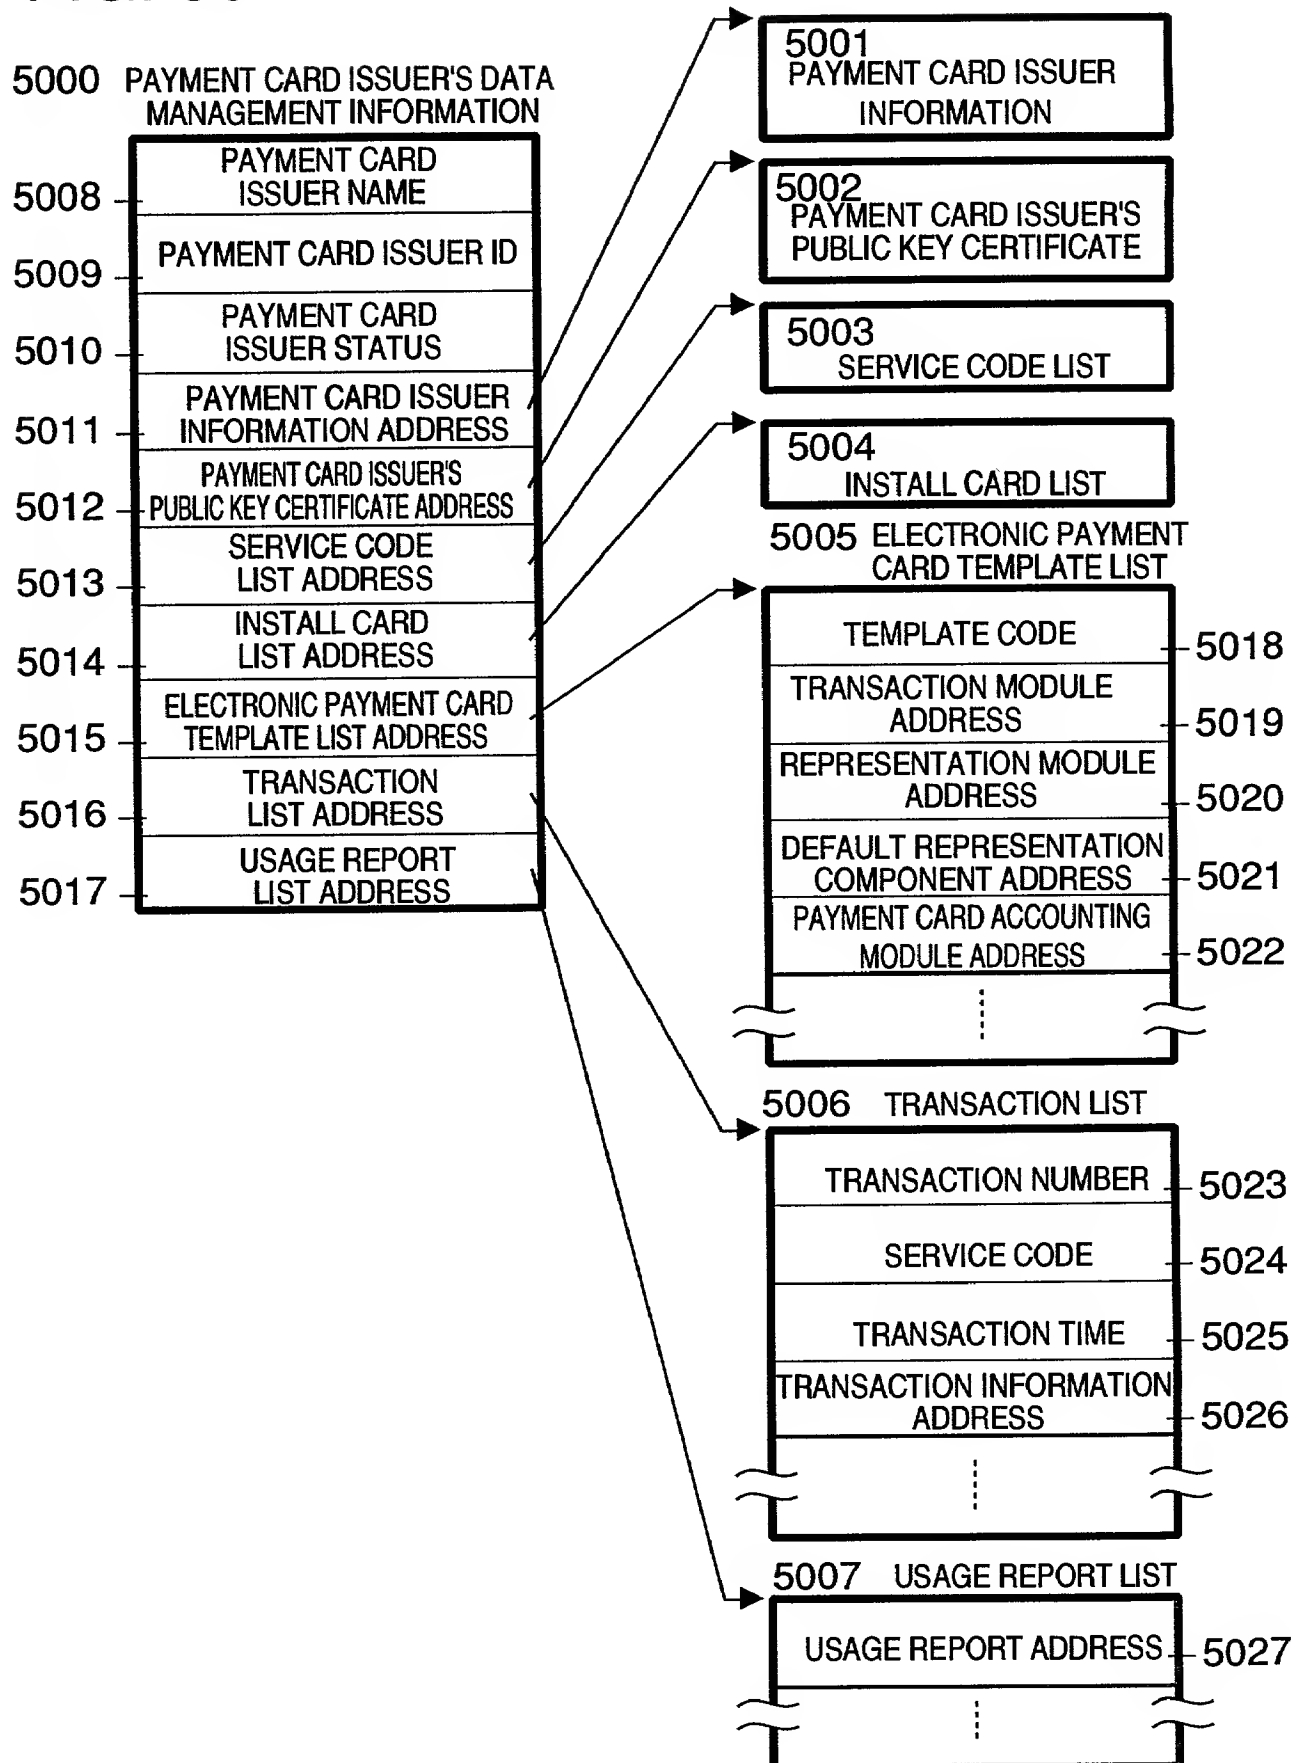 5000 PAYMENT CARD ISSUER'S DATA
MANAGEMENT INFORMATION
5008
PAYMENT CARD
ISSUER NAME
5009
PAYMENT CARD ISSUER ID
5010
PAYMENT CARD
ISSUER STATUS
5011
PAYMENT CARD ISSUER
INFORMATION ADDRESS
5012
PAYMENT CARD ISSUER'S
PUBLIC KEY CERTIFICATE ADDRESS
5013
SERVICE CODE
LIST ADDRESS
5014
INSTALL CARD
LIST ADDRESS
5015
ELECTRONIC PAYMENT CARD
TEMPLATE LIST ADDRESS
5016
TRANSACTION
LIST ADDRESS
5017
USAGE REPORT
LIST ADDRESS
5001
PAYMENT CARD ISSUER
INFORMATION
5002
PAYMENT CARD ISSUER'S
PUBLIC KEY CERTIFICATE
5003
SERVICE CODE LIST
5004
INSTALL CARD LIST
5005 ELECTRONIC PAYMENT
CARD TEMPLATE LIST
TEMPLATE CODE
5018
TRANSACTION MODULE
ADDRESS
5019
REPRESENTATION MODULE
ADDRESS
5020
DEFAULT REPRESENTATION
COMPONENT ADDRESS
5021
PAYMENT CARD ACCOUNTING
MODULE ADDRESS
5022
5006 TRANSACTION LIST
TRANSACTION NUMBER
5023
SERVICE CODE
5024
TRANSACTION TIME
5025
TRANSACTION INFORMATION
ADDRESS
5026
5007 USAGE REPORT LIST
USAGE REPORT ADDRESS
5027